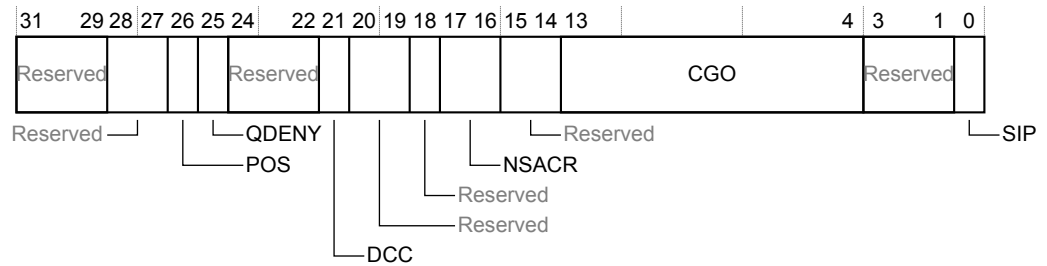 31 29 28 27 26 25 24 22 21 20 19 18 17 16 15 14 13 4 3 1 0
Reserved Reserved CGO Reserved
Reserved QDENY Reserved SIP
POS NSACR
Reserved
Reserved
DCC